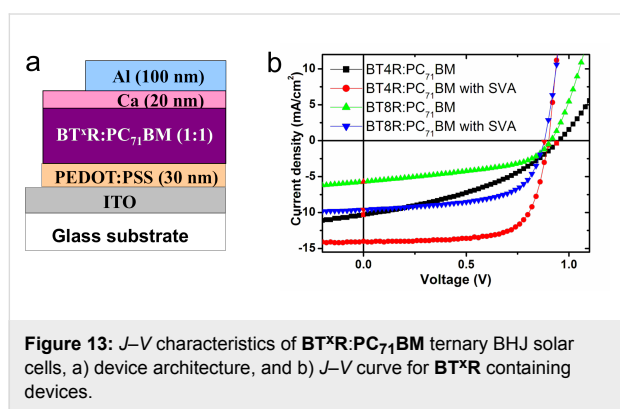 a
Al (100 nm)
Ca (20 nm)
BTˣR:PC₇₁BM (1:1)
PEDOT:PSS (30 nm)
ITO
Glass substrate
b
Current density (mA/cm²)
10
5
0
-5
-10
-15
BT4R:PC₇₁BM
BT4R:PC₇₁BM with SVA
BT8R:PC₇₁BM
BT8R:PC₇₁BM with SVA
0.0 0.5 1.0
Voltage (V)
Figure 13: J–V characteristics of BTˣR:PC₇₁BM ternary BHJ solar
cells, a) device architecture, and b) J–V curve for BTˣR containing
devices.